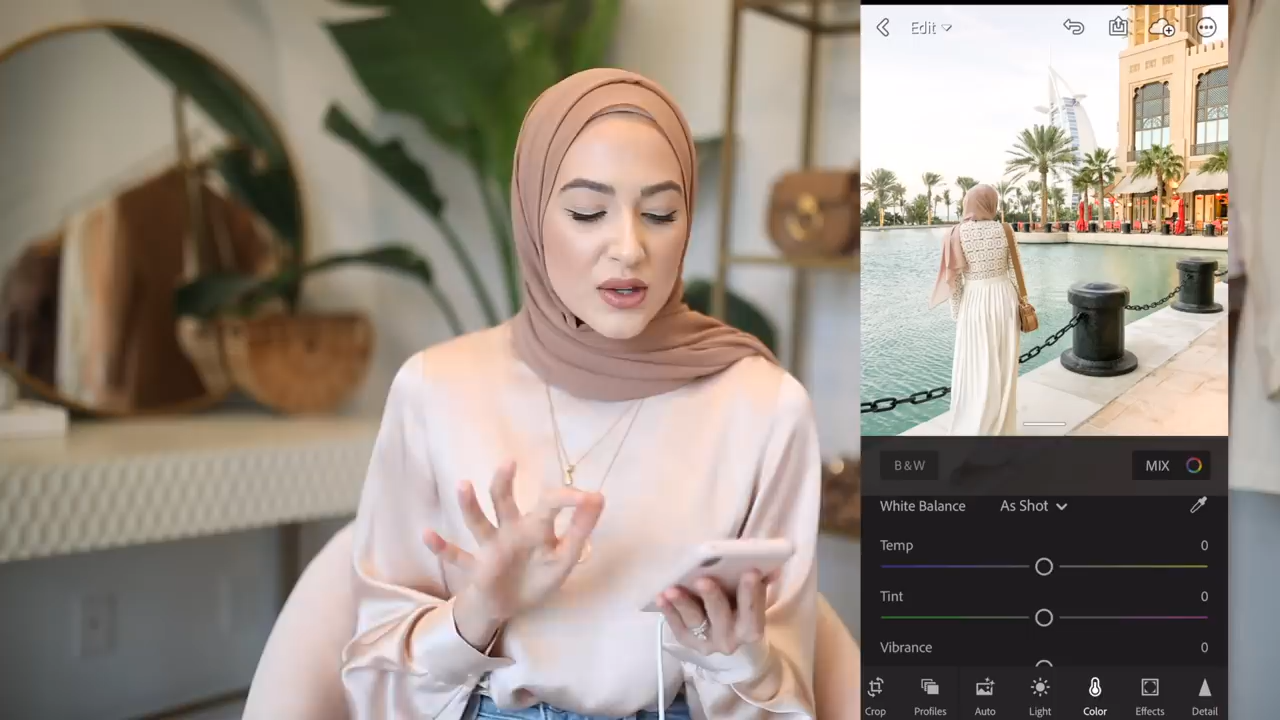 Edit
B&W
MIX
White Balance As Shot
Temp 0
Tint 0
Vibrance 0
Crop Profiles Auto Light Color Effects Detail